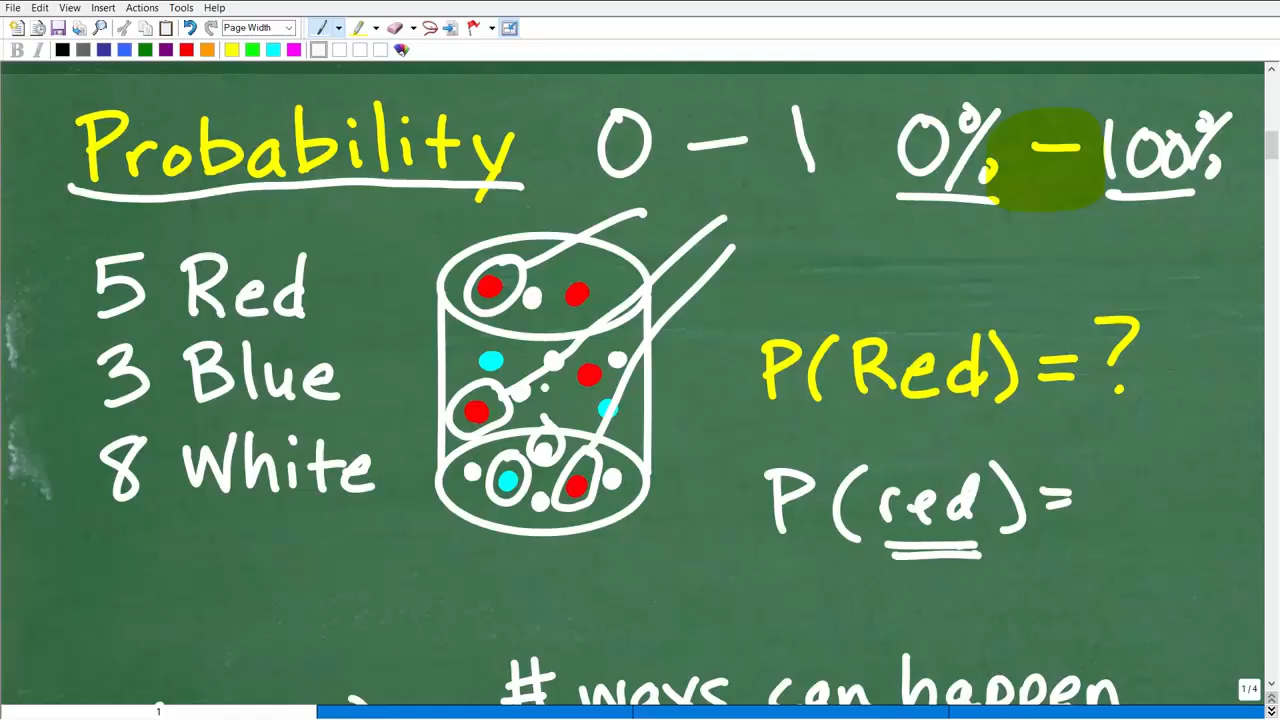 File Edit View Insert Actions Tools Help
Page Width
B I
Probability 0 – 1 0% – 100%
5 Red
3 Blue
8 White
P(Red) = ?
P(red) =
# ways can happen
1/4
1